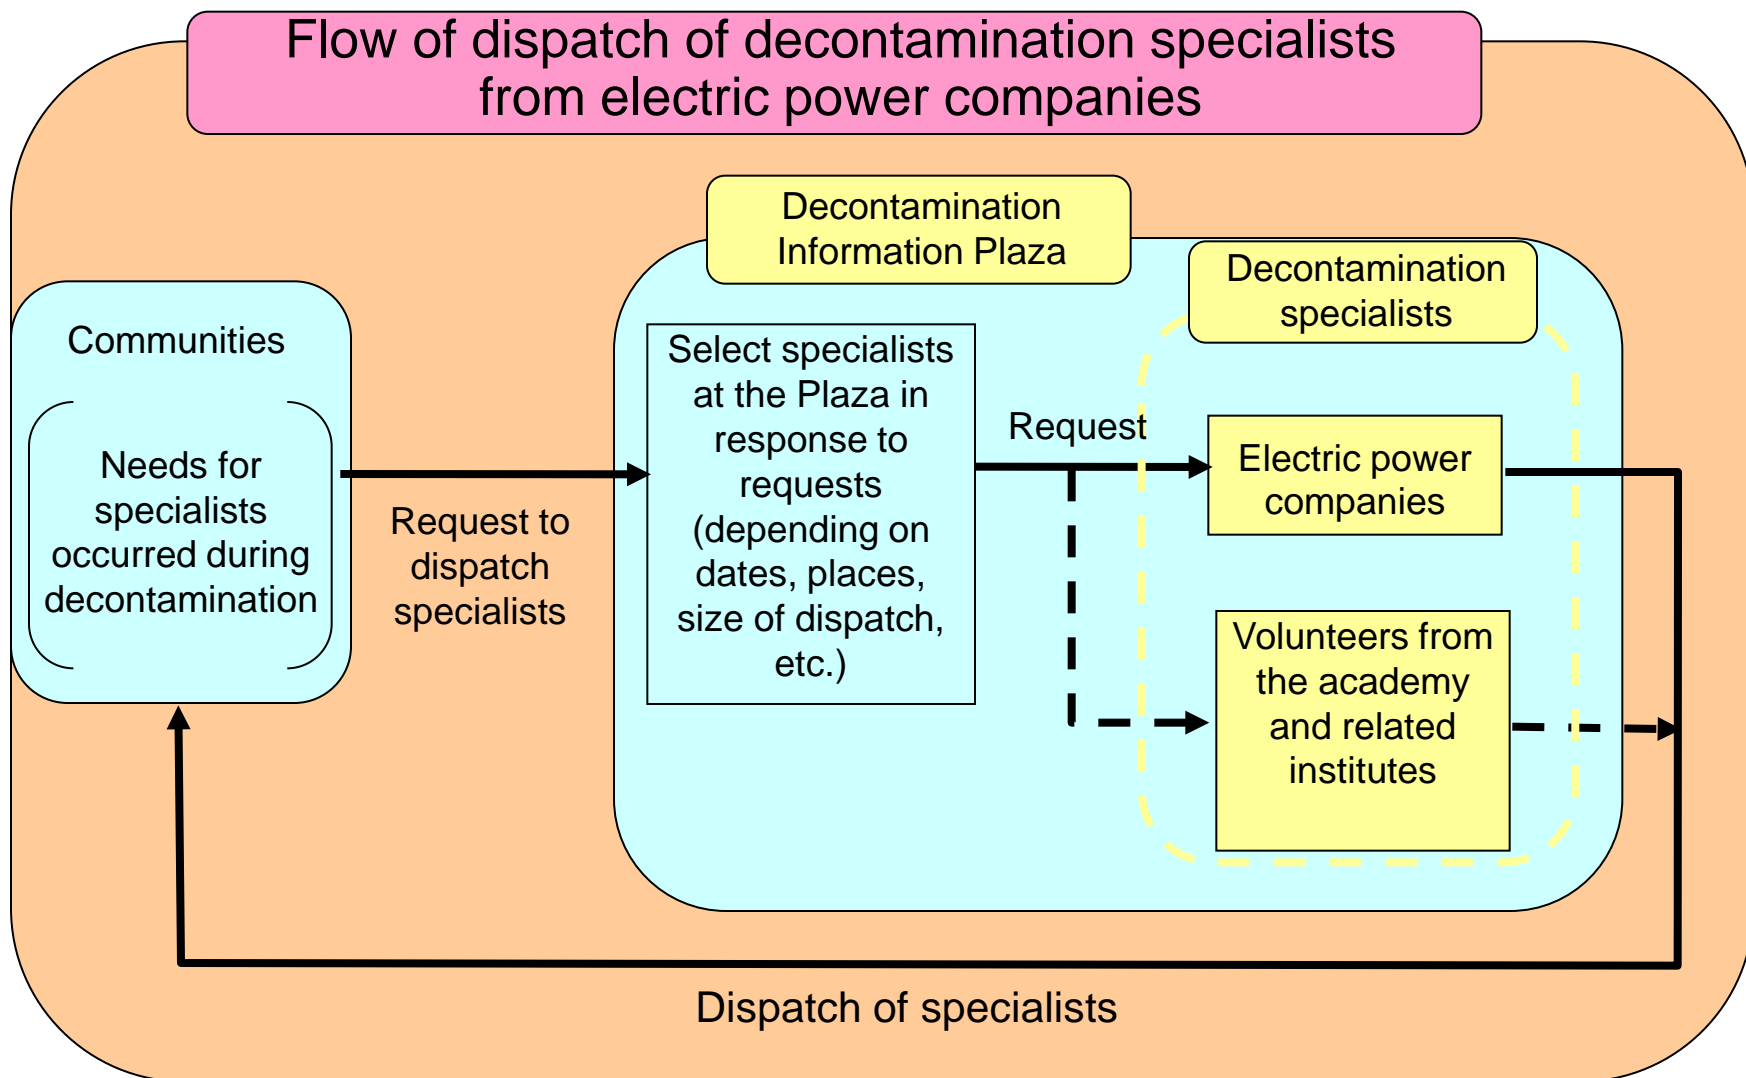 Flow of dispatch of decontamination specialists
from electric power companies
Decontamination
Information Plaza
Decontamination
specialists
Communities
Needs for
specialists
occurred during
decontamination
Request to
dispatch
specialists
Select specialists
at the Plaza in
response to
requests
(depending on
dates, places,
size of dispatch,
etc.)
Request
Electric power
companies
Volunteers from
the academy
and related
institutes
Dispatch of specialists